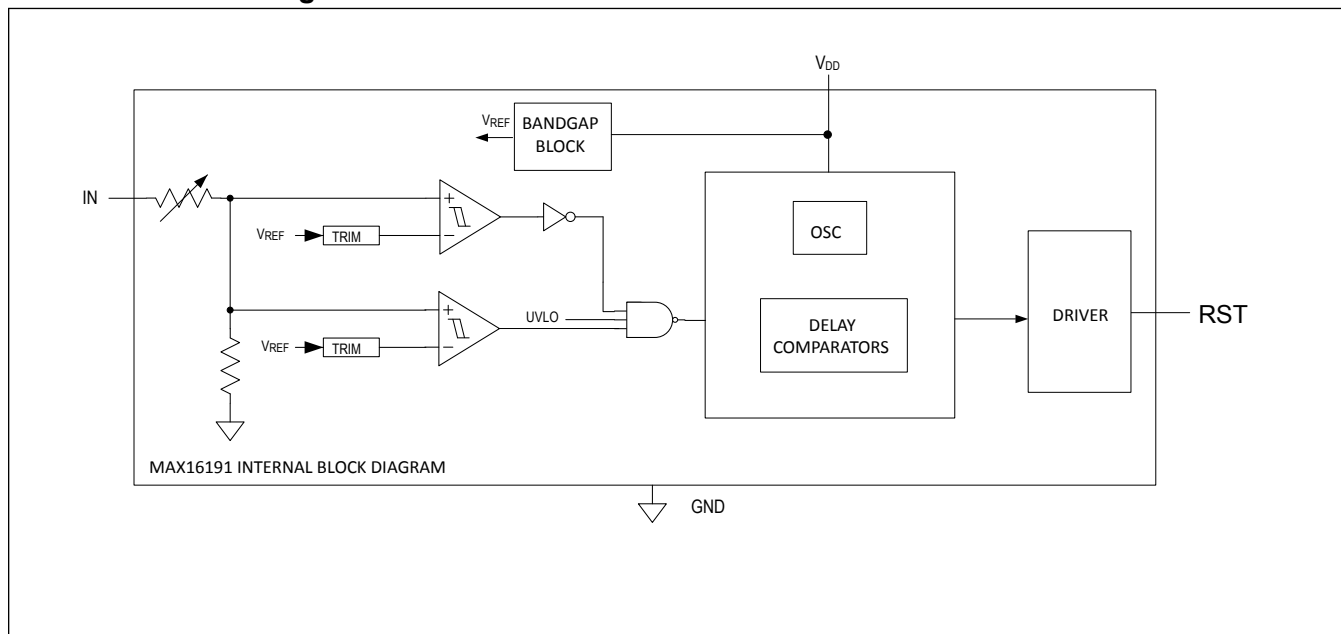 VDD
VREF
BANDGAP
BLOCK
IN
+
−
VREF
TRIM
OSC
+
−
VREF
TRIM
UVLO
DELAY
COMPARATORS
DRIVER
RST
MAX16191 INTERNAL BLOCK DIAGRAM
GND